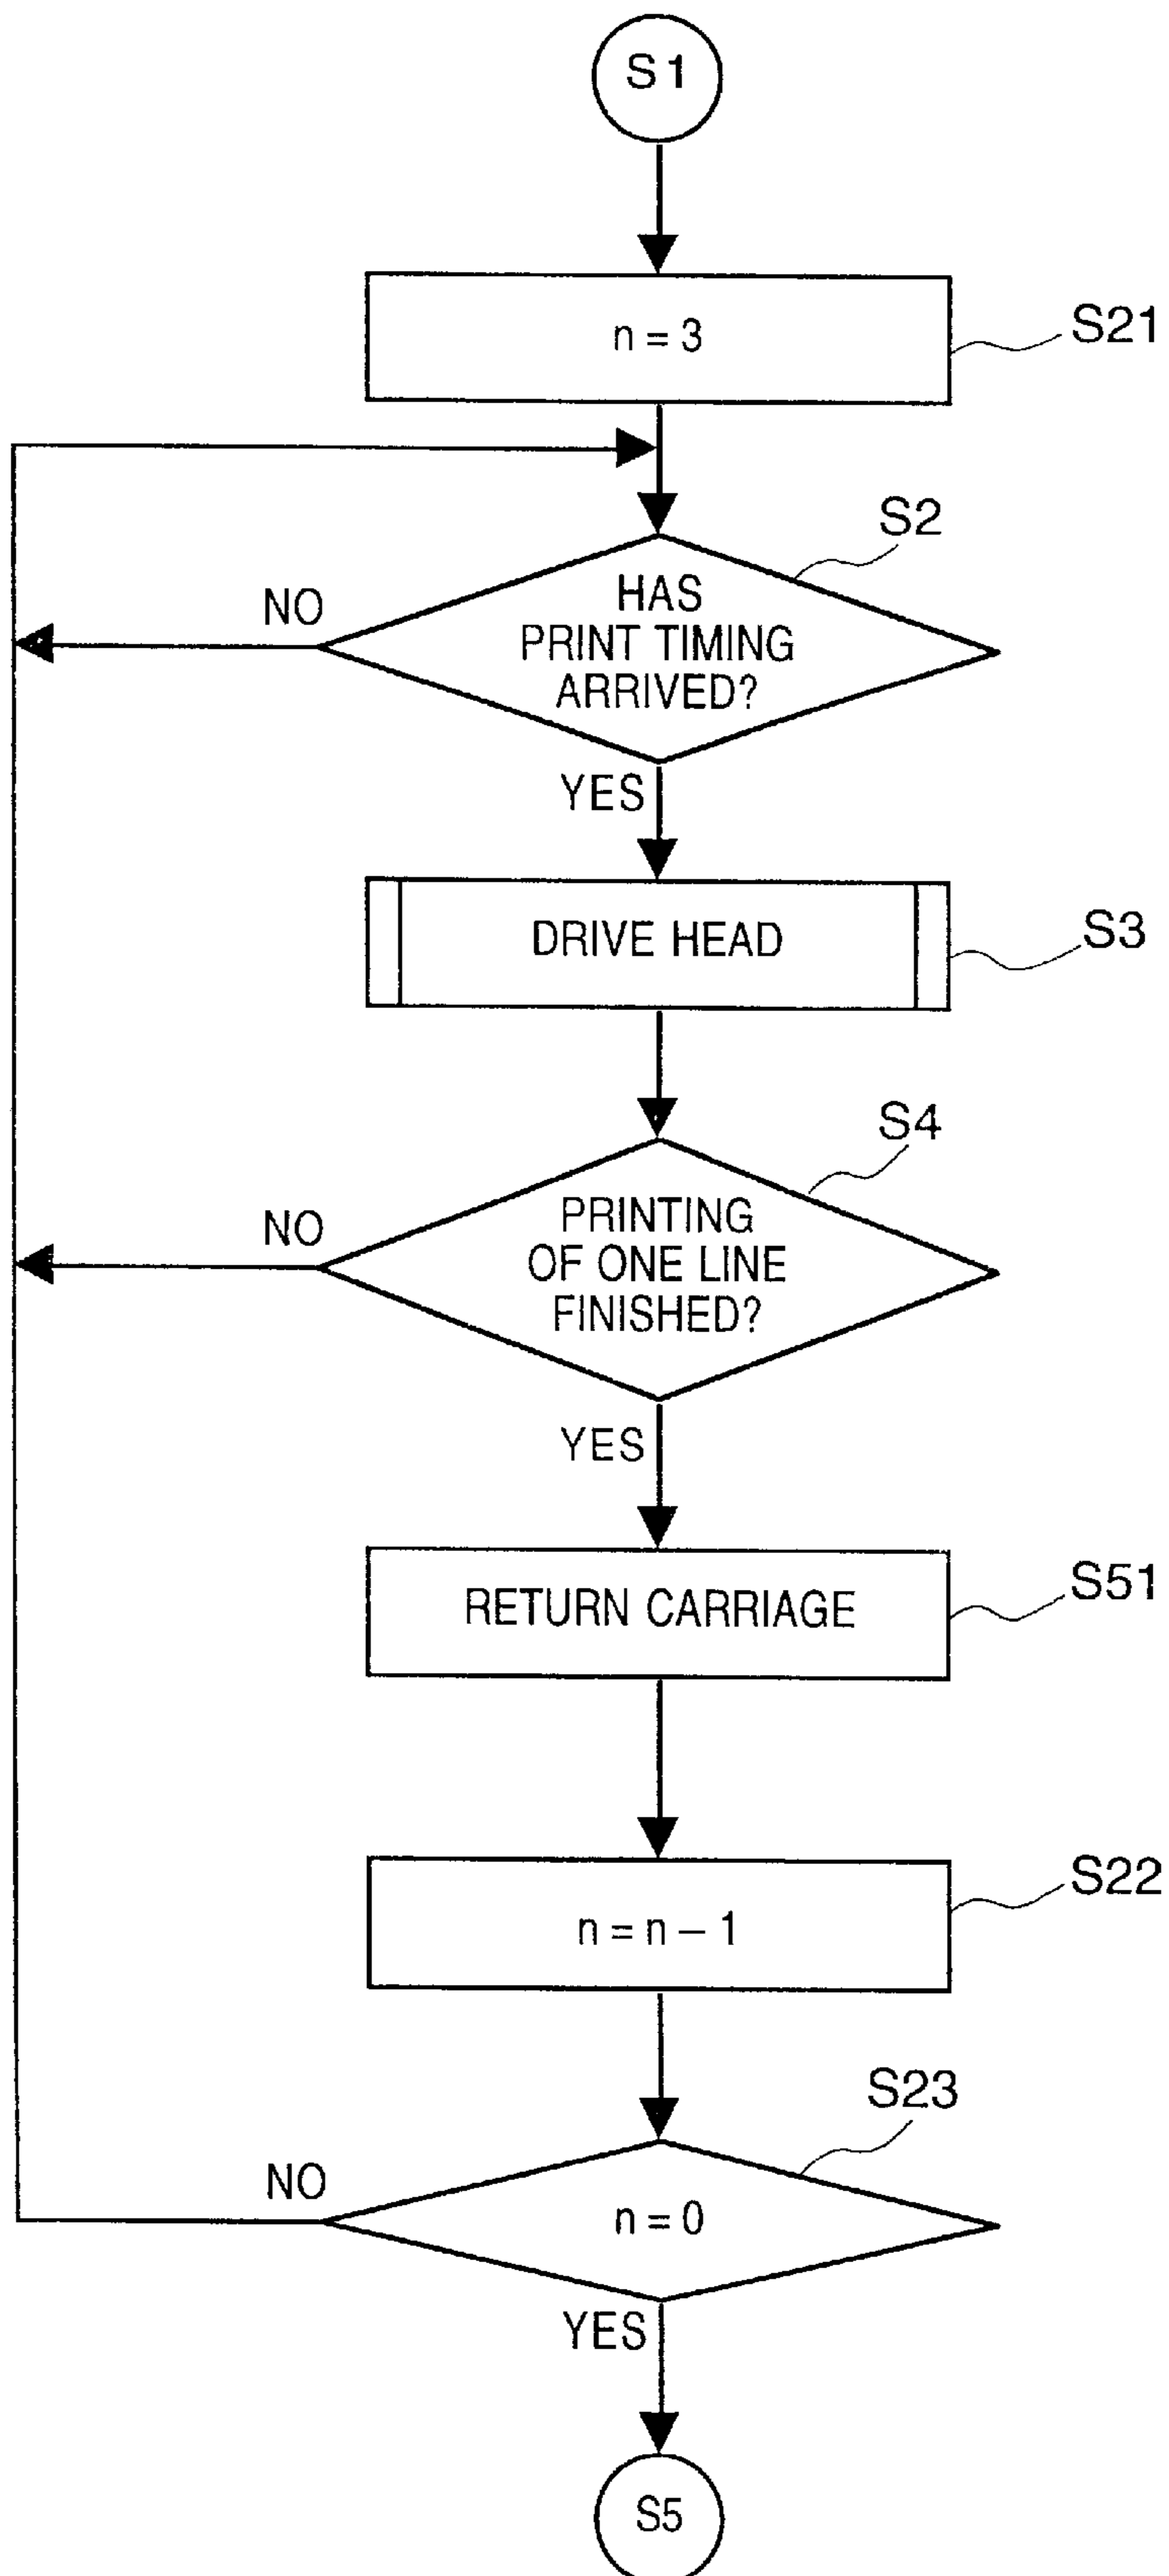 S1
n = 3
S21
S2
HAS
PRINT TIMING
ARRIVED?
NO
YES
DRIVE HEAD
S3
S4
PRINTING
OF ONE LINE
FINISHED?
NO
YES
RETURN CARRIAGE
S51
n = n – 1
S22
S23
n = 0
NO
YES
S5